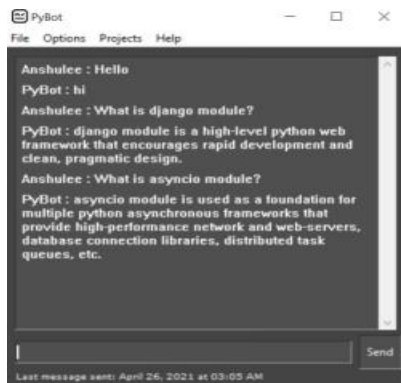 PyBot
File Options Projects Help
Anshulee : Hello
PyBot : hi
Anshulee : What is django module?
PyBot : django module is a high-level python web
framework that encourages rapid development and
clean, pragmatic design.
Anshulee : What is asyncio module?
PyBot : asyncio module is used as a foundation for
multiple python asynchronous frameworks that
provide high-performance network and web-servers,
database connection libraries, distributed task
queues, etc.
Send
Last message sent: April 26, 2021 at 03:05 AM